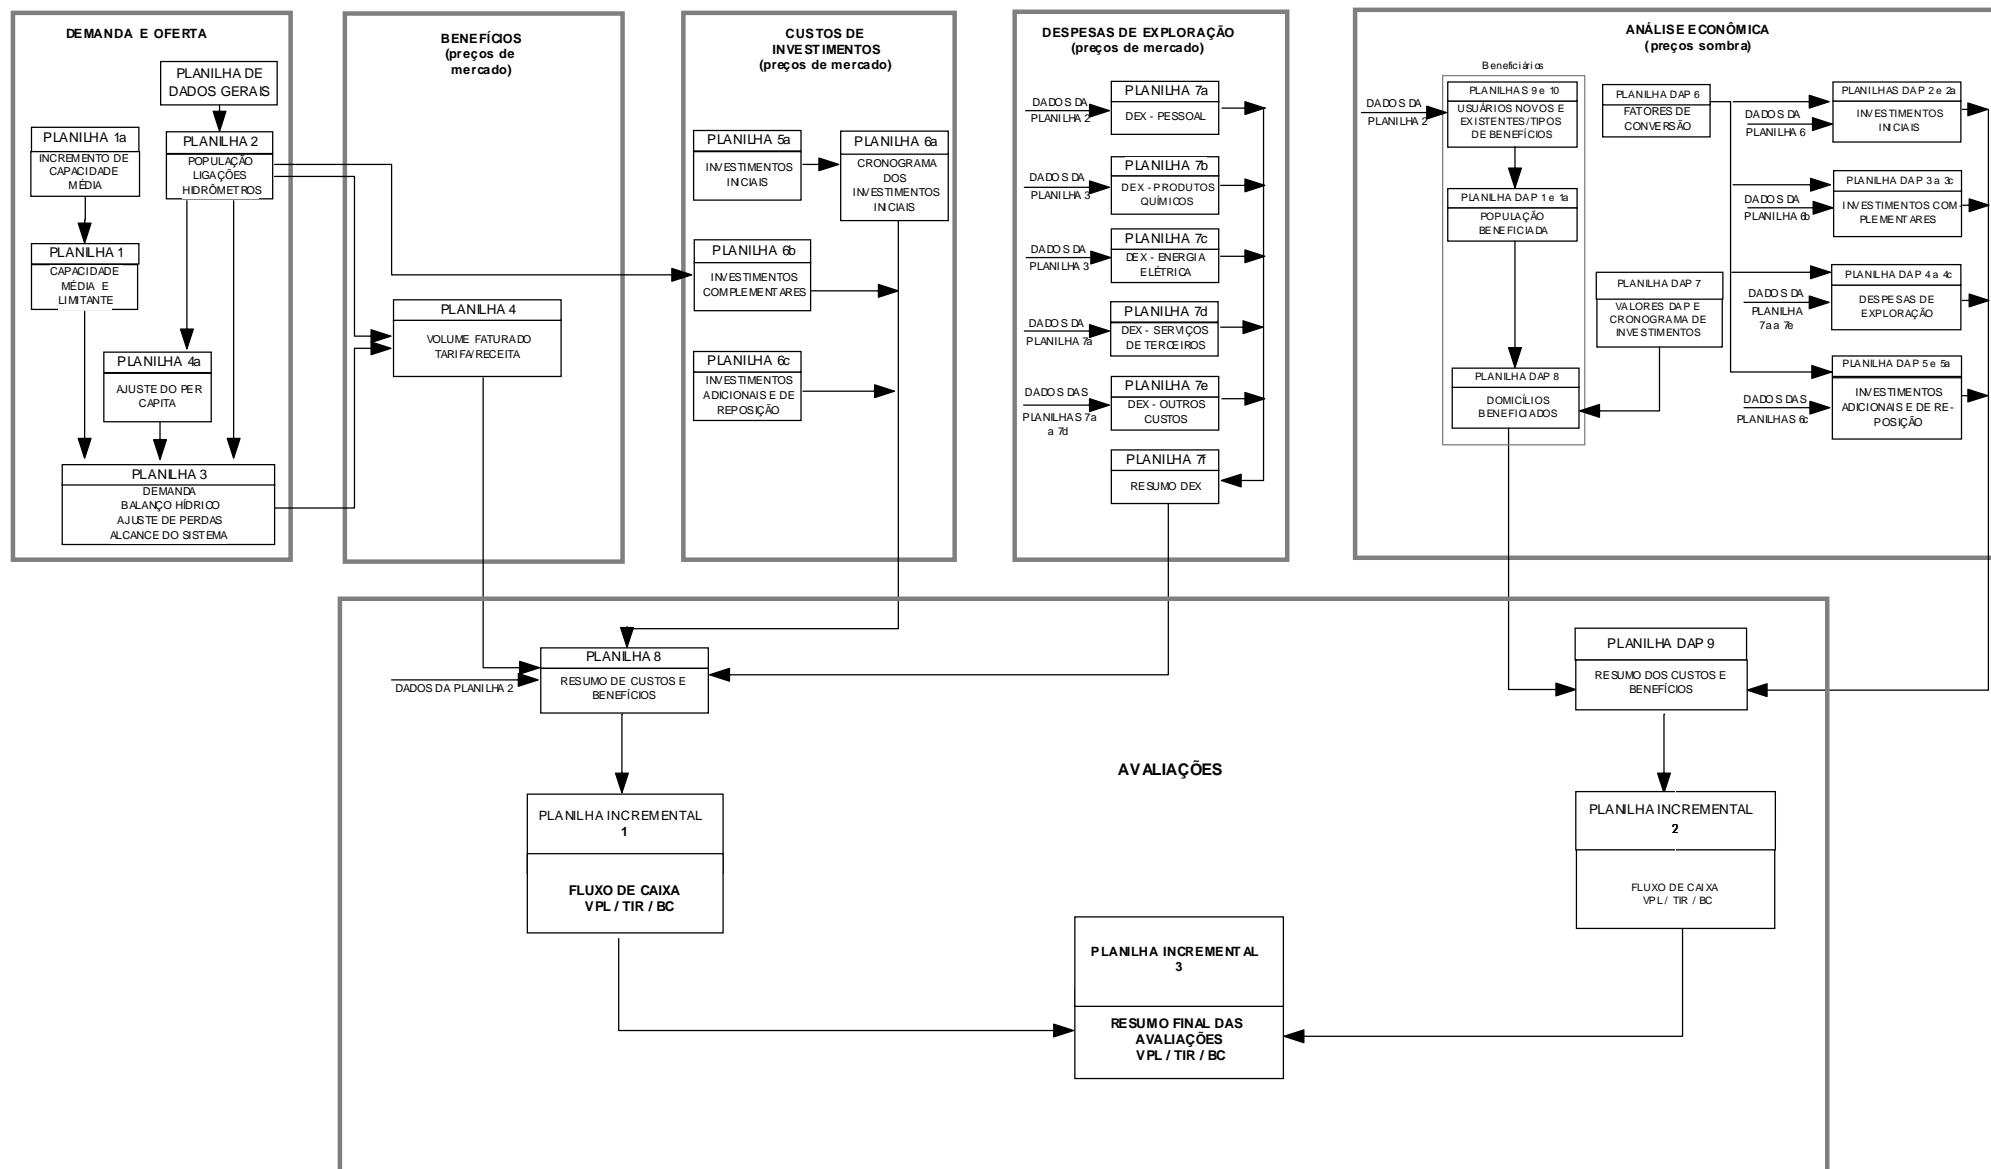 DEMANDA E OFERTA
PLANILHA DE
DADOS GERAIS
PLANILHA 1a
INCREMENTO DE
CAPACIDADE
MÉDIA
PLANILHA 2
POPULAÇÃO
LIGAÇÕES
HIDRÔMETROS
PLANILHA 1
CAPACIDADE
MÉDIA E
LIMITANTE
PLANILHA 4a
AJUSTE DO PER
CAPITA
PLANILHA 3
DEMANDA
BALANÇO HÍDRICO
AJUSTE DE PERDAS
ALCANCE DO SISTEMA
BENEFÍCIOS
(preços de
mercado)
PLANILHA 4
VOLUME FATURADO
TARIFA/RECEITA
CUSTOS DE
INVESTIMENTOS
(preços de mercado)
PLANILHA 5a
INVESTIMENTOS
INICIAIS
PLANILHA 6a
CRONOGRAMA
DOS
INVESTIMENTOS
INICIAIS
PLANILHA 6b
INVESTIMENTOS
COMPLEMENTARES
PLANILHA 6c
INVESTIMENTOS
ADICIONAIS E DE
REPOSIÇÃO
DESPESAS DE EXPLORAÇÃO
(preços de mercado)
DADOS DA
PLANILHA 2
PLANILHA 7a
DEX - PESSOAL
DADOS DA
PLANILHA 3
PLANILHA 7b
DEX - PRODUTOS
QUÍMICOS
DADOS DA
PLANILHA 3
PLANILHA 7c
DEX - ENERGIA
ELÉTRICA
DADOS DA
PLANILHA 7a
PLANILHA 7d
DEX - SERVIÇOS
DE TERCEIROS
DADOS DAS
PLANILHAS 7a
a 7d
PLANILHA 7e
DEX - OUTROS
CUSTOS
PLANILHA 7f
RESUMO DEX
ANÁLISE ECONÔMICA
(preços sombra)
Beneficiários
DADOS DA
PLANILHA 2
PLANILHAS 9 e 10
USUÁRIOS NOVOS E
EXISTENTES/TIPOS
DE BENEFÍCIOS
PLANILHA DAP 1 e 1a
POPULAÇÃO
BENEFICIADA
PLANILHA DAP 8
DOMICÍLIOS
BENEFICIADOS
PLANILHA DAP 6
FATORES DE
CONVERSÃO
PLANILHA DAP 7
VALORES DAP E
CRONOGRAMA DE
INVESTIMENTOS
DADOS DA
PLANILHA 6
PLANILHAS DAP 2 e 2a
INVESTIMENTOS
INICIAIS
DADOS DA
PLANILHA 6b
PLANILHA DAP 3 a 3c
INVESTIMENTOS COM-
PLEMENTARES
DADOS DA
PLANILHA
7a a 7e
PLANILHA DAP 4 a 4c
DESPESAS DE
EXPLORAÇÃO
DADOS DAS
PLANILHAS 6c
PLANILHA DAP 5 e 5a
INVESTIMENTOS
ADICIONAIS E DE RE-
POSIÇÃO
DADOS DA PLANILHA 2
PLANILHA 8
RESUMO DE CUSTOS E
BENEFÍCIOS
PLANILHA DAP 9
RESUMO DOS CUSTOS E
BENEFÍCIOS
AVALIAÇÕES
PLANILHA INCREMENTAL
1
FLUXO DE CAIXA
VPL / TIR / BC
PLANILHA INCREMENTAL
2
FLUXO DE CAIXA
VPL / TIR / BC
PLANILHA INCREMENTAL
3
RESUMO FINAL DAS
AVALIAÇÕES
VPL / TIR / BC